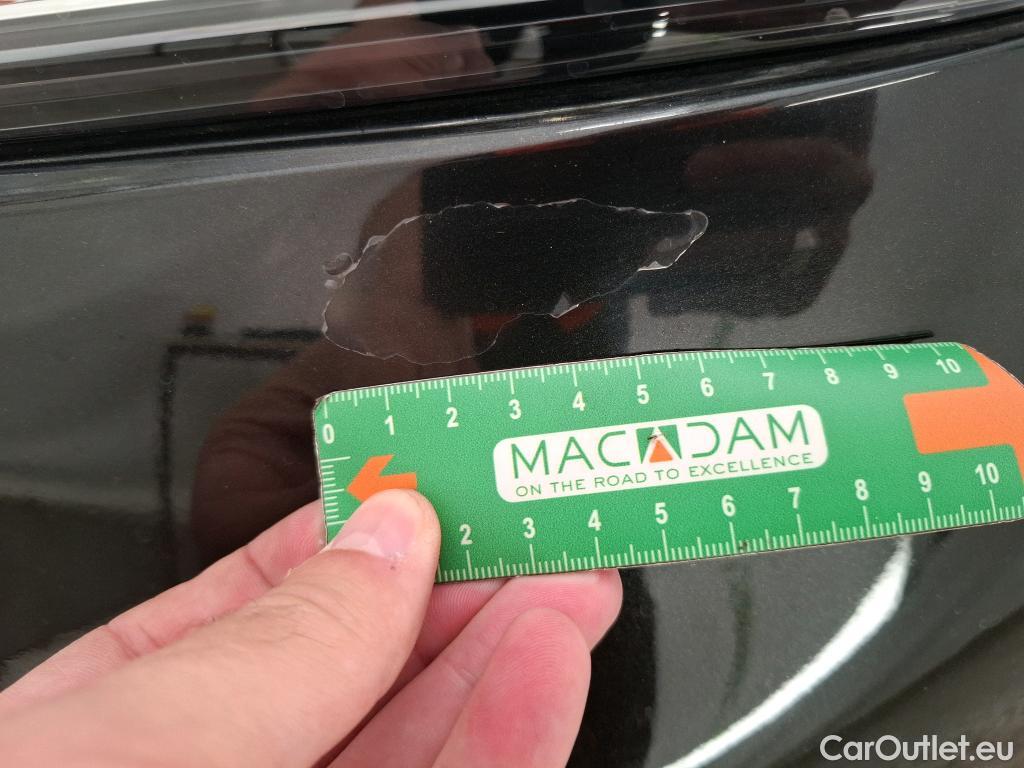 0 1 2 3 4 5 6 7 8 9 10
MACADAM
ON THE ROAD TO EXCELLENCE
2 3 4 5 6 7 8 9 10
CarOutlet.eu